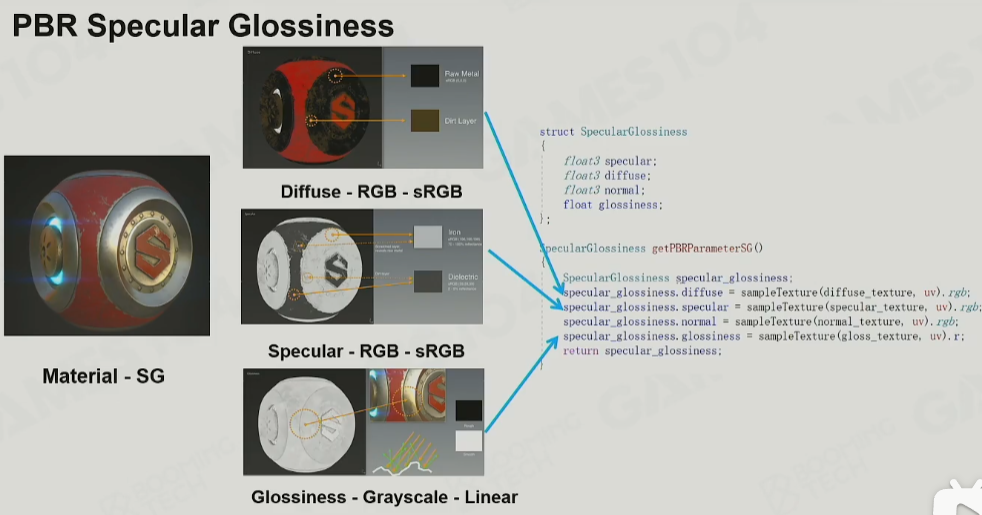 PBR Specular Glossiness
Raw Metal
Dirt Layer
Diffuse - RGB - sRGB
Iron
Dielectric
Specular - RGB - sRGB
Glossiness - Grayscale - Linear
Material - SG
struct SpecularGlossiness
{
float3 specular;
float3 diffuse;
float3 normal;
float glossiness;
};
SpecularGlossiness getPBRParameterSG()
{
SpecularGlossiness specular_glossiness;
specular_glossiness.diffuse = sampleTexture(diffuse_texture, uv).rgb;
specular_glossiness.specular = sampleTexture(specular_texture, uv).rgb;
specular_glossiness.normal = sampleTexture(normal_texture, uv).rgb;
specular_glossiness.glossiness = sampleTexture(gloss_texture, uv).r;
return specular_glossiness;
}
GAMES104